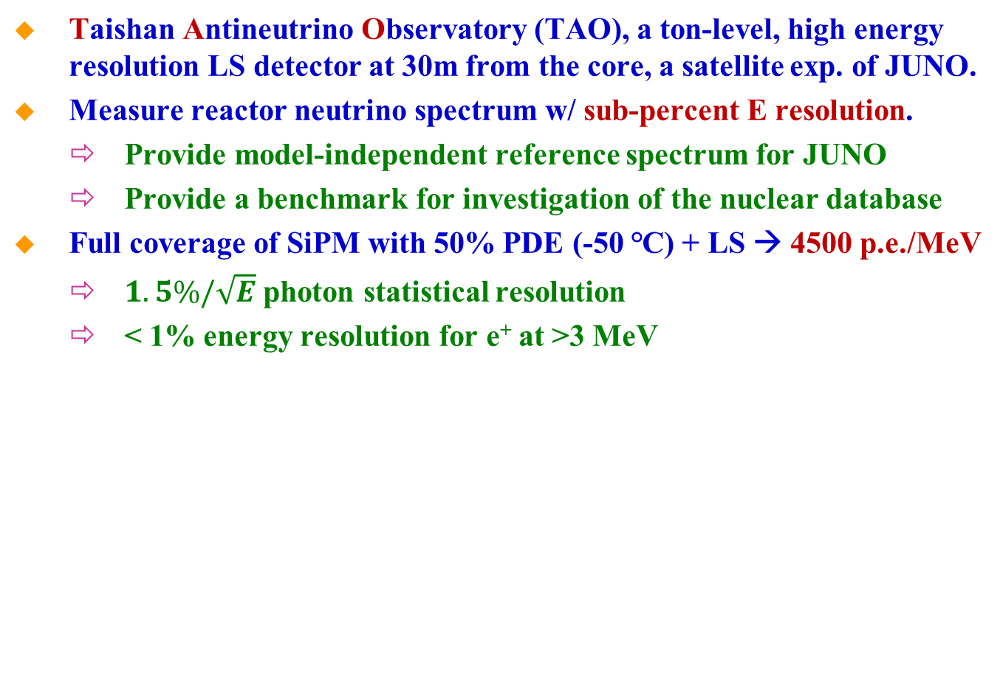 ◆ Taishan Antineutrino Observatory (TAO), a ton-level, high energy
resolution LS detector at 30m from the core, a satellite exp. of JUNO.
◆ Measure reactor neutrino spectrum w/ sub-percent E resolution.
⇨ Provide model-independent reference spectrum for JUNO
⇨ Provide a benchmark for investigation of the nuclear database
◆ Full coverage of SiPM with 50% PDE (-50 ℃) + LS → 4500 p.e./MeV
⇨ 1.5%/√E photon statistical resolution
⇨ < 1% energy resolution for e⁺ at >3 MeV